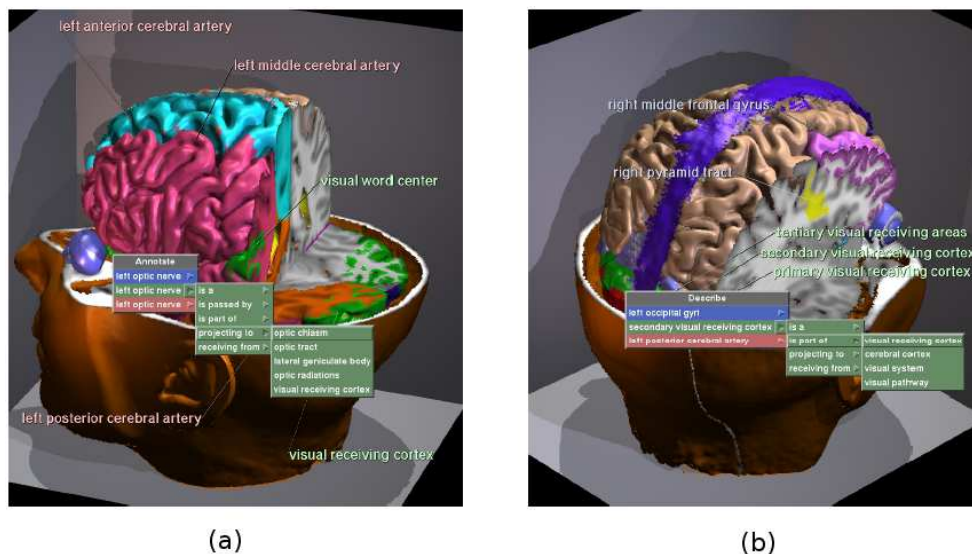 left anterior cerebral artery
left middle cerebral artery
visual word center
Annotate
left optic nerve
left optic nerve
is a
left optic nerve
is passed by
is part of
projecting to
optic chiasm
receiving from
optic tract
lateral geniculate body
optic radiations
visual receiving cortex
left posterior cerebral artery
visual receiving cortex
(a)
right middle frontal gyrus
right pyramid tract
tertiary visual receiving areas
secondary visual receiving cortex
primary visual receiving cortex
Describe
left occipital gyri
secondary visual receiving cortex
is a
left posterior cerebral artery
is part of
visual receiving cortex
projecting to
cerebral cortex
receiving from
visual system
visual pathway
(b)